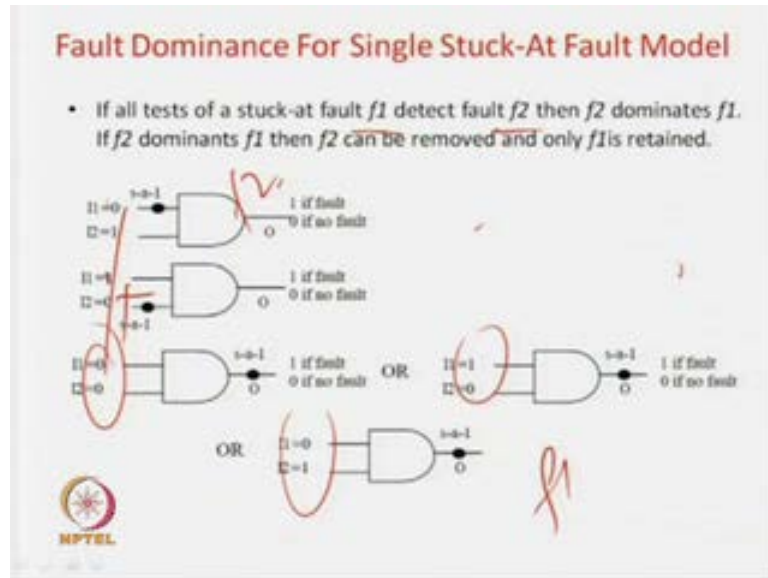 Fault Dominance For Single Stuck-At Fault Model
• If all tests of a stuck-at fault f1 detect fault f2 then f2 dominates f1.
If f2 dominants f1 then f2 can be removed and only f1is retained.
s-a-1
I1=0
1 if fault
I2=1
O
0 if no fault
1 if fault
I2=0
O
0 if no fault
s-a-1
I1=0
s-a-1
1 if fault
OR
I1=1
s-a-1
1 if fault
I2=0
O
0 if no fault
I2=0
O
0 if no fault
OR
I1=0
s-a-1
I2=1
O
f1
NPTEL